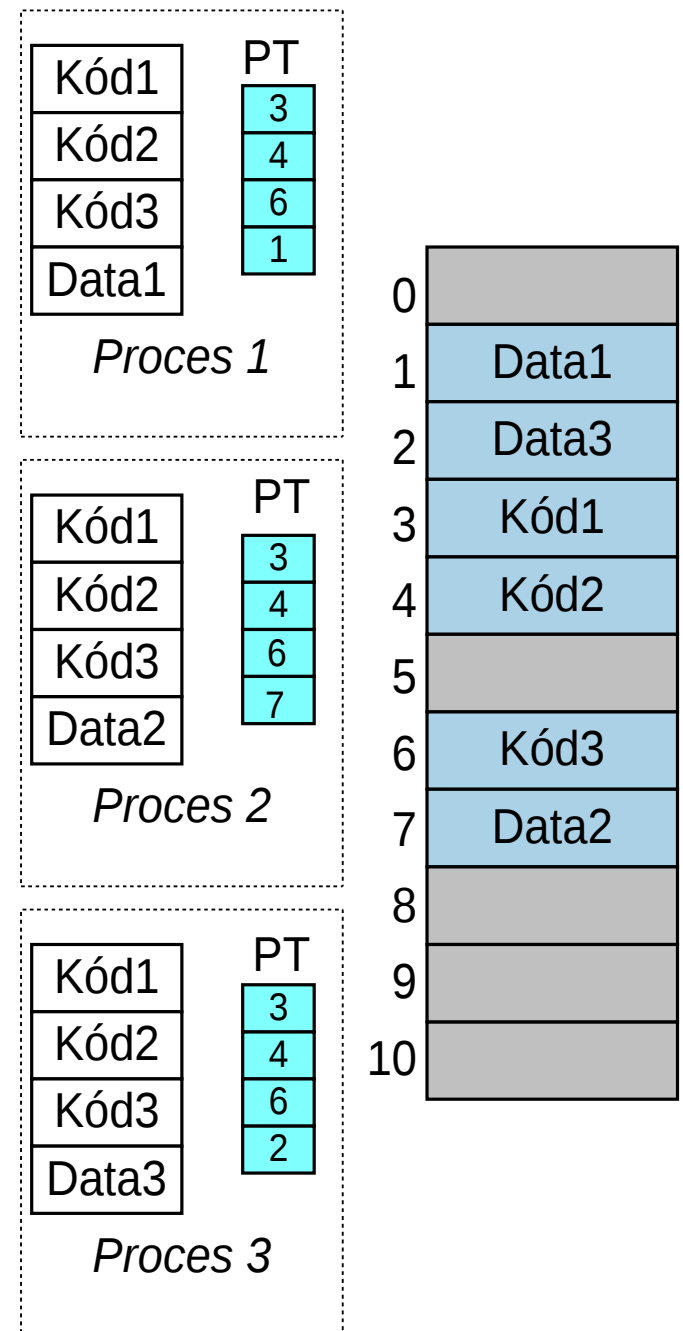 PT
Kód1 3
Kód2 4
Kód3 6
Data1 1
Proces 1
PT
Kód1 3
Kód2 4
Kód3 6
Data2 7
Proces 2
PT
Kód1 3
Kód2 4
Kód3 6
Data3 2
Proces 3
0
1 Data1
2 Data3
3 Kód1
4 Kód2
5
6 Kód3
7 Data2
8
9
10